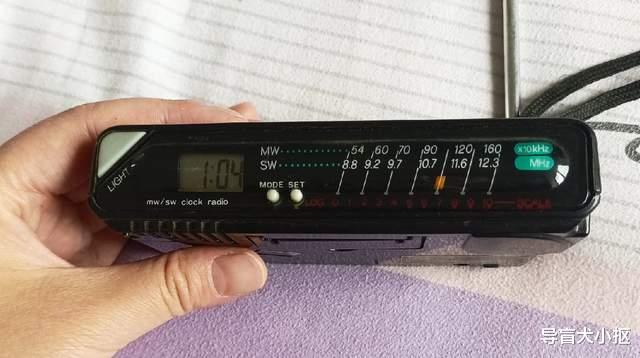 LIGHT
1:04
MODE SET
mw/sw clock radio
MW 54 60 70 90 120 160 x10kHz
SW 8.8 9.2 9.7 10.7 11.6 12.3 MHz
LOG 0 1 2 3 4 5 6 7 8 9 10 SCALE
导盲犬小抠